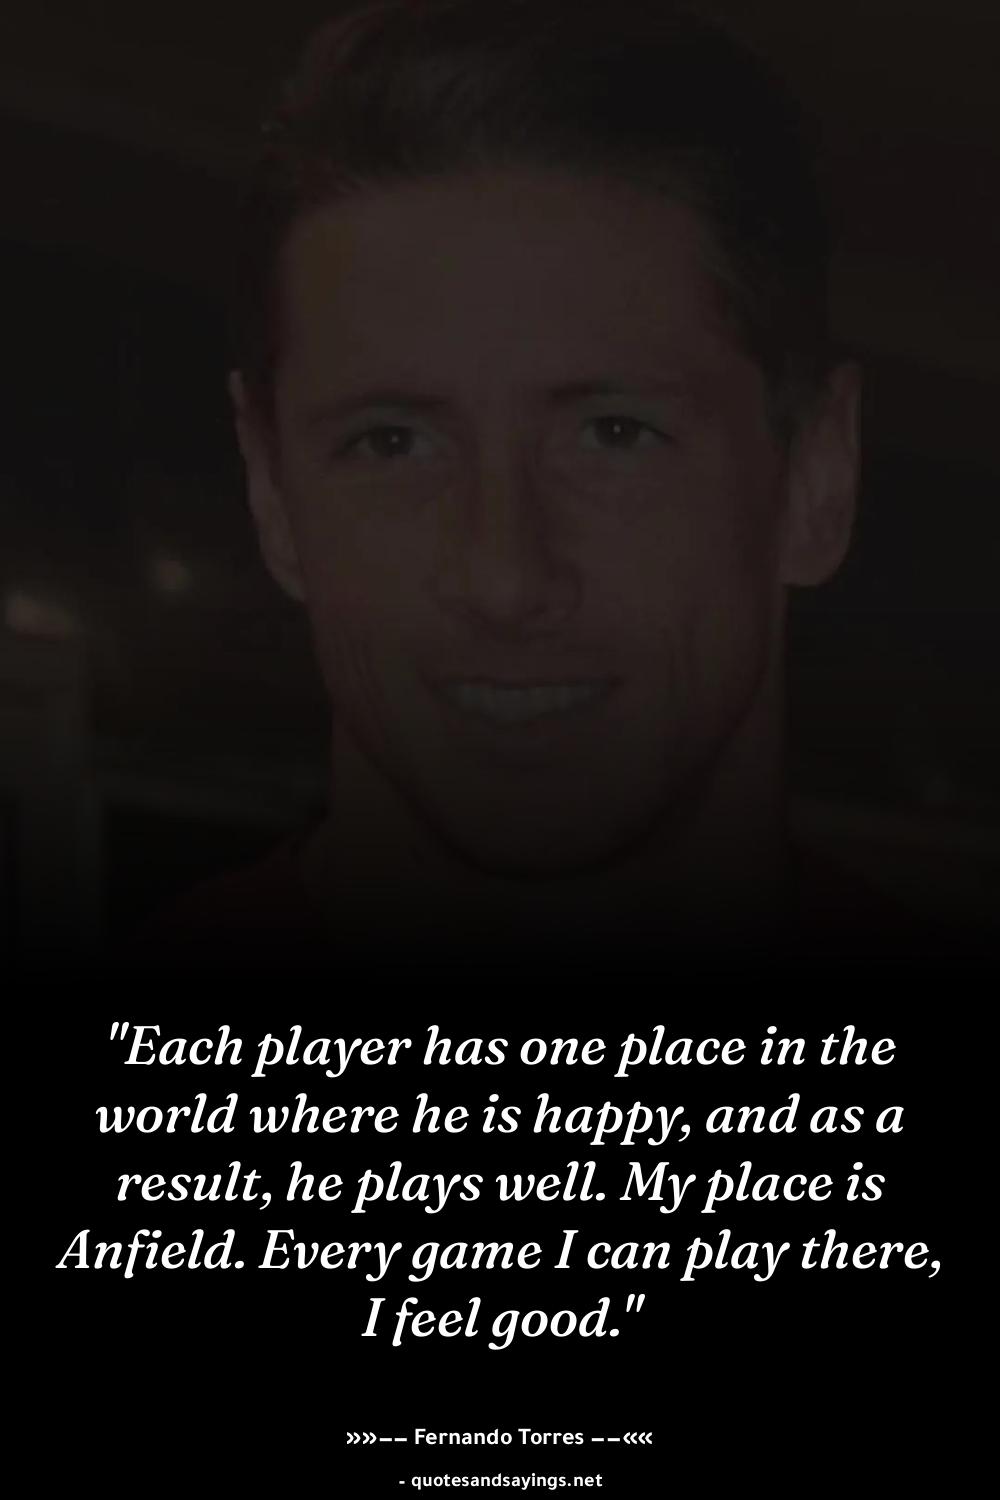 "Each player has one place in the
world where he is happy, and as a
result, he plays well. My place is
Anfield. Every game I can play there,
I feel good."
»»−− Fernando Torres −−««
- quotesandsayings.net